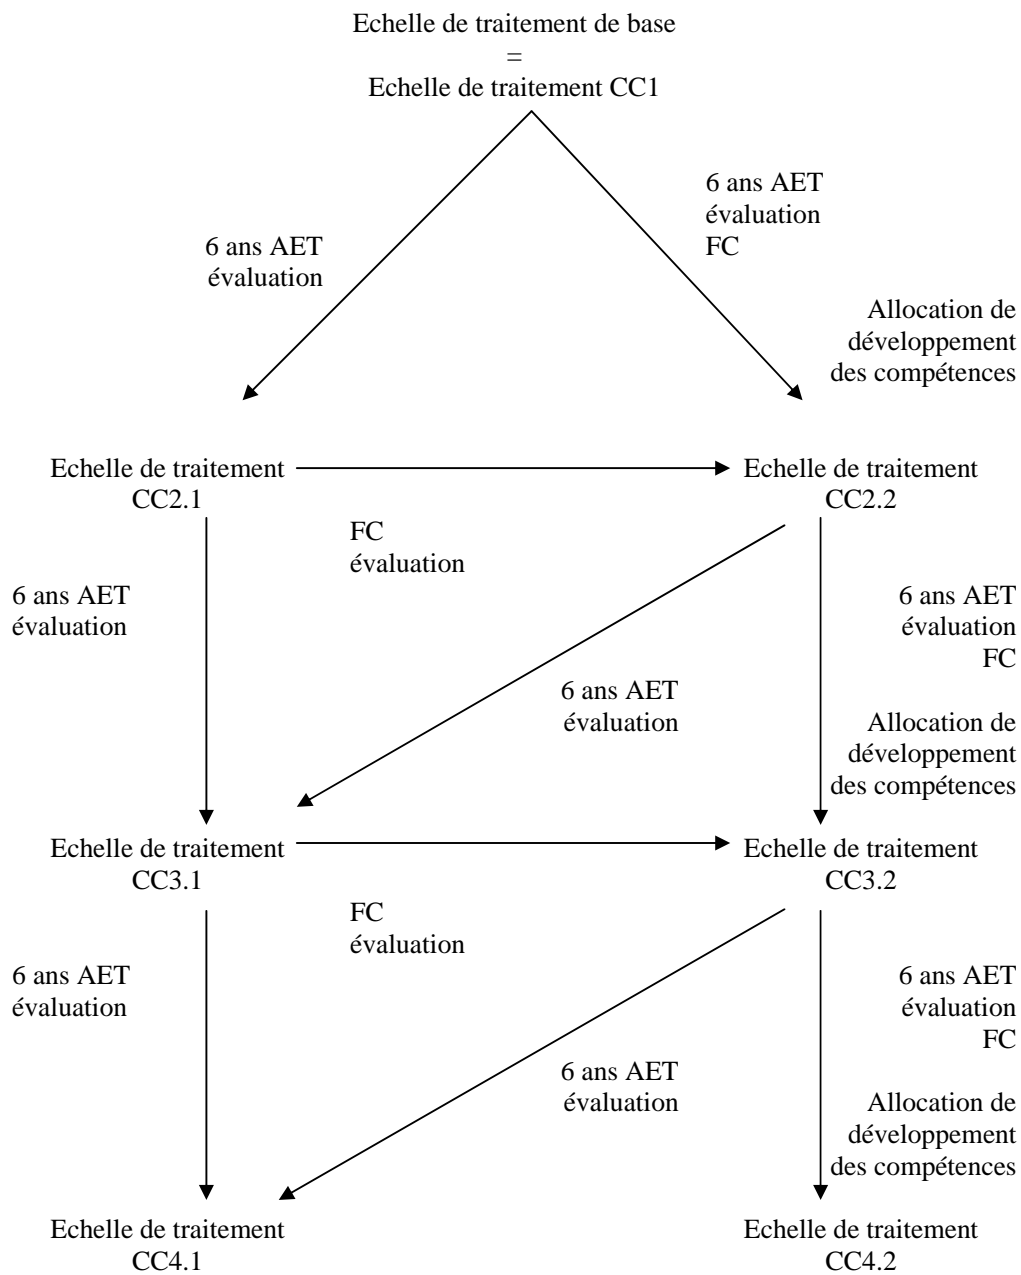 Echelle de traitement de base
=
Echelle de traitement CC1
6 ans AET
évaluation
FC
6 ans AET
évaluation
Allocation de
développement
des compétences
Echelle de traitement
CC2.1
Echelle de traitement
CC2.2
FC
évaluation
6 ans AET
évaluation
6 ans AET
évaluation
FC
6 ans AET
évaluation
Allocation de
développement
des compétences
Echelle de traitement
CC3.1
Echelle de traitement
CC3.2
FC
évaluation
6 ans AET
évaluation
6 ans AET
évaluation
FC
6 ans AET
évaluation
Allocation de
développement
des compétences
Echelle de traitement
CC4.1
Echelle de traitement
CC4.2